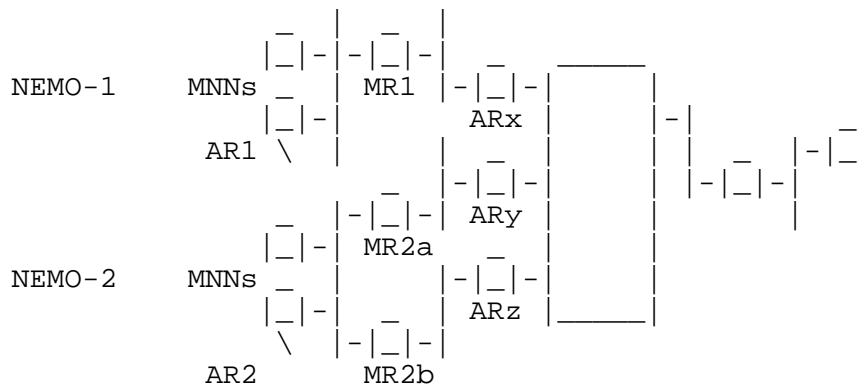 NEMO-1 MNNs MR1
ARx
AR1
ARy
MR2a
NEMO-2 MNNs
ARz
AR2 MR2b